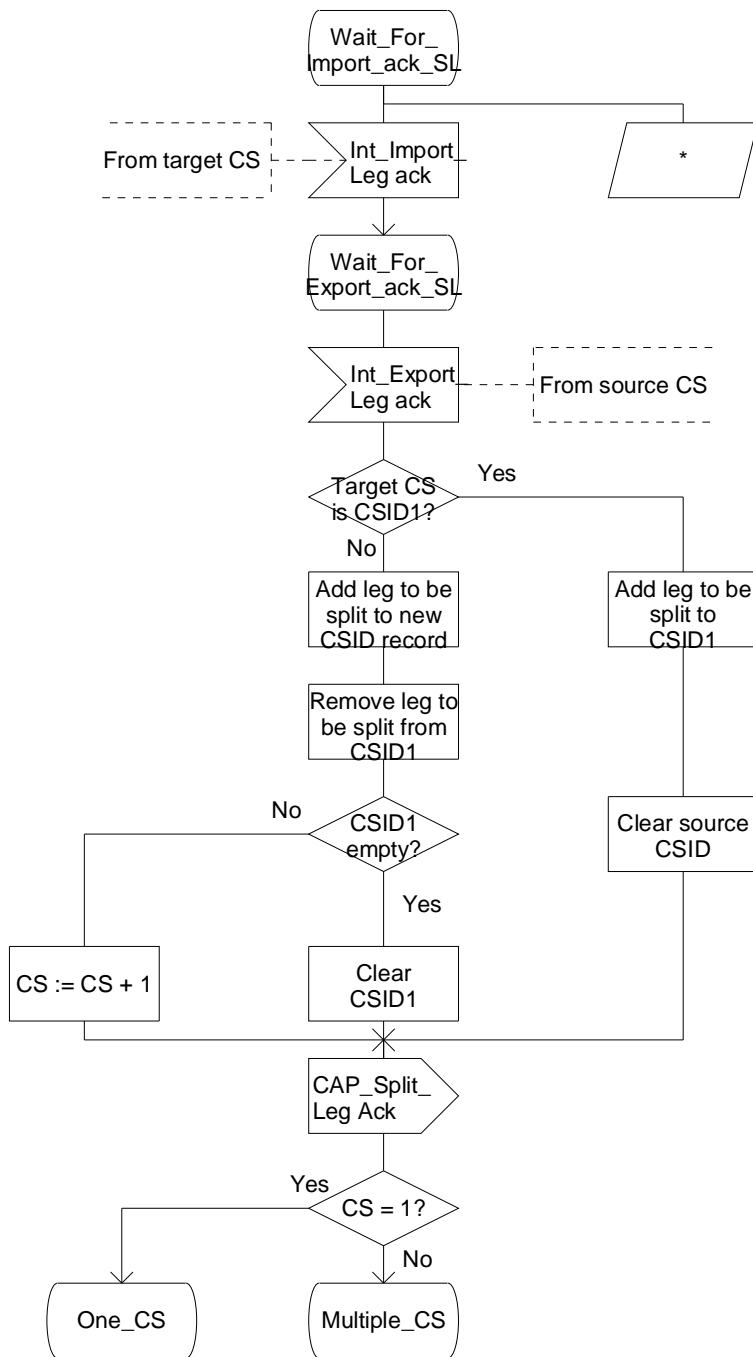 Wait_For_
Import_ack_SL
From target CS
Int_Import_
Leg ack
*
Wait_For_
Export_ack_SL
Int_Export_
Leg ack
From source CS
Target CS
is CSID1?
Yes
No
Add leg to be
split to new
CSID record
Add leg to be
split to
CSID1
Remove leg to
be split from
CSID1
No
CSID1
empty?
Clear source
CSID
Yes
CS := CS + 1
Clear
CSID1
CAP_Split_
Leg Ack
Yes
CS = 1?
No
One_CS
Multiple_CS